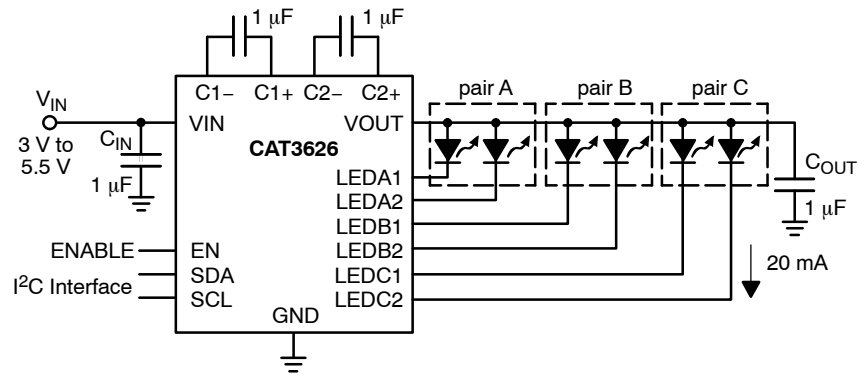 1 µF
1 µF
C1− C1+ C2− C2+
pair A
pair B
pair C
VIN
3 V to
5.5 V
CIN
1 µF
VIN
VOUT
CAT3626
LEDA1
LEDA2
LEDB1
LEDB2
LEDC1
LEDC2
COUT
1 µF
20 mA
ENABLE
EN
I²C Interface
SDA
SCL
GND